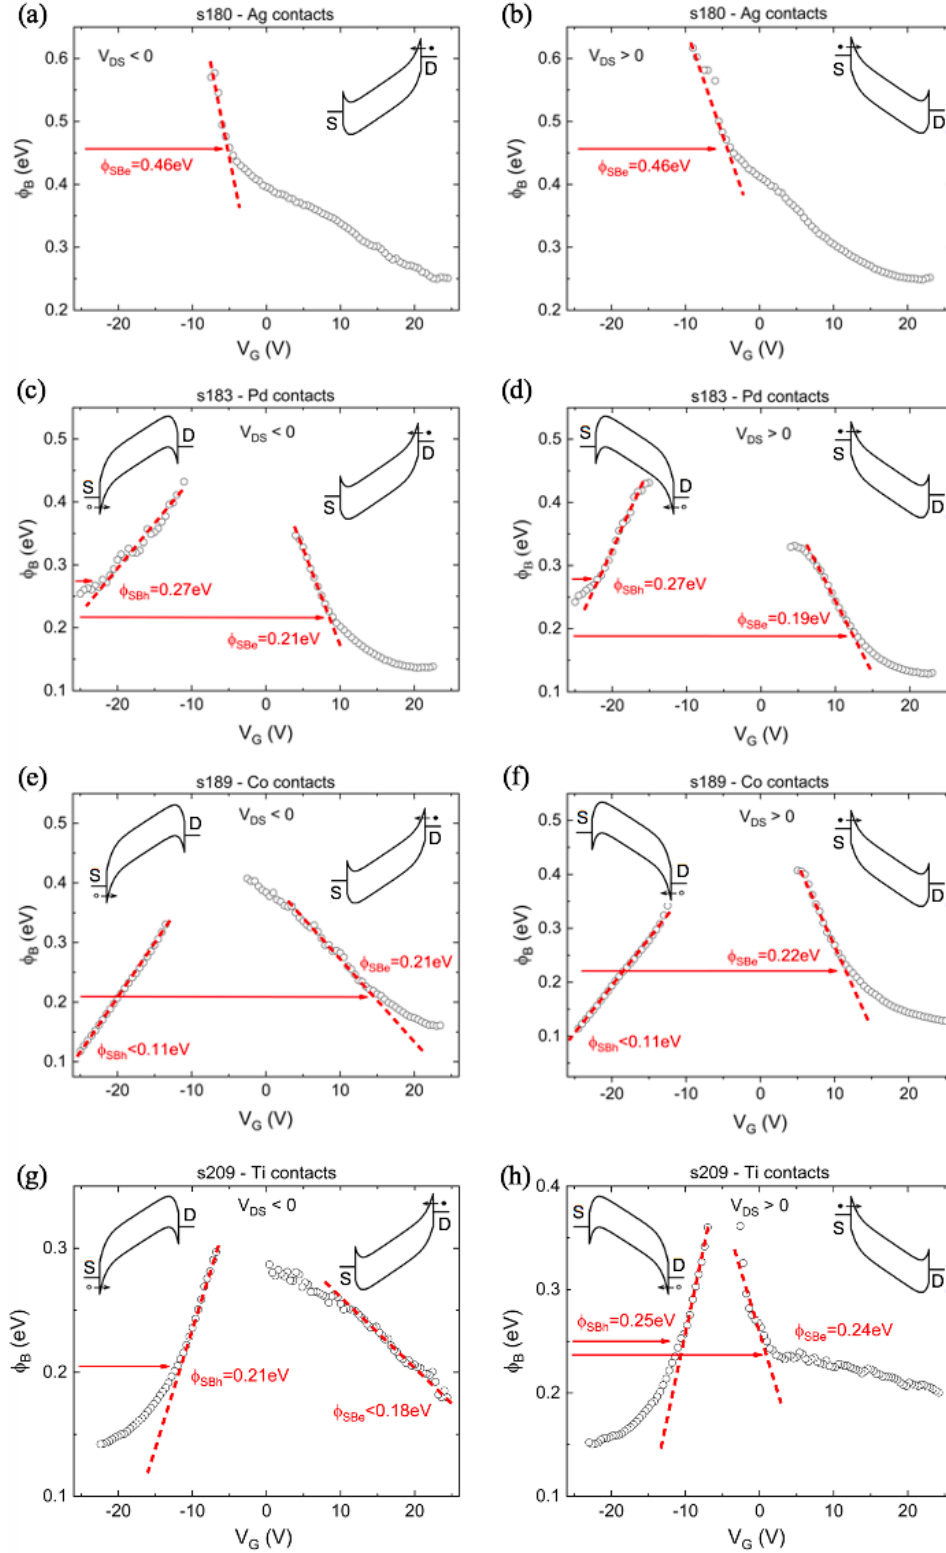 (a)
s180 - Ag contacts
V_DS < 0
D
S
ϕ_SBe=0.46eV
ϕ_B (eV)
0.6
0.5
0.4
0.3
0.2
-20 -10 0 10 20
V_G (V)
(b)
s180 - Ag contacts
V_DS > 0
S
D
ϕ_SBe=0.46eV
ϕ_B (eV)
0.6
0.5
0.4
0.3
0.2
-20 -10 0 10 20
V_G (V)
(c)
s183 - Pd contacts
V_DS < 0
D
S
D
S
ϕ_SBh=0.27eV
ϕ_SBe=0.21eV
ϕ_B (eV)
0.5
0.4
0.3
0.2
0.1
-20 -10 0 10 20
V_G (V)
(d)
s183 - Pd contacts
V_DS > 0
S
D
S
D
ϕ_SBh=0.27eV
ϕ_SBe=0.19eV
ϕ_B (eV)
0.5
0.4
0.3
0.2
0.1
-20 -10 0 10 20
V_G (V)
(e)
s189 - Co contacts
V_DS < 0
D
S
D
S
ϕ_SBe=0.21eV
ϕ_SBh<0.11eV
ϕ_B (eV)
0.5
0.4
0.3
0.2
0.1
-20 -10 0 10 20
V_G (V)
(f)
s189 - Co contacts
V_DS > 0
S
D
S
D
ϕ_SBe=0.22eV
ϕ_SBh<0.11eV
ϕ_B (eV)
0.5
0.4
0.3
0.2
0.1
-20 -10 0 10 20
V_G (V)
(g)
s209 - Ti contacts
V_DS < 0
D
S
D
S
ϕ_SBh=0.21eV
ϕ_SBe<0.18eV
ϕ_B (eV)
0.3
0.2
0.1
-20 -10 0 10 20
V_G (V)
(h)
s209 - Ti contacts
V_DS > 0
S
D
S
D
ϕ_SBh=0.25eV
ϕ_SBe=0.24eV
ϕ_B (eV)
0.4
0.3
0.2
0.1
-20 -10 0 10 20
V_G (V)